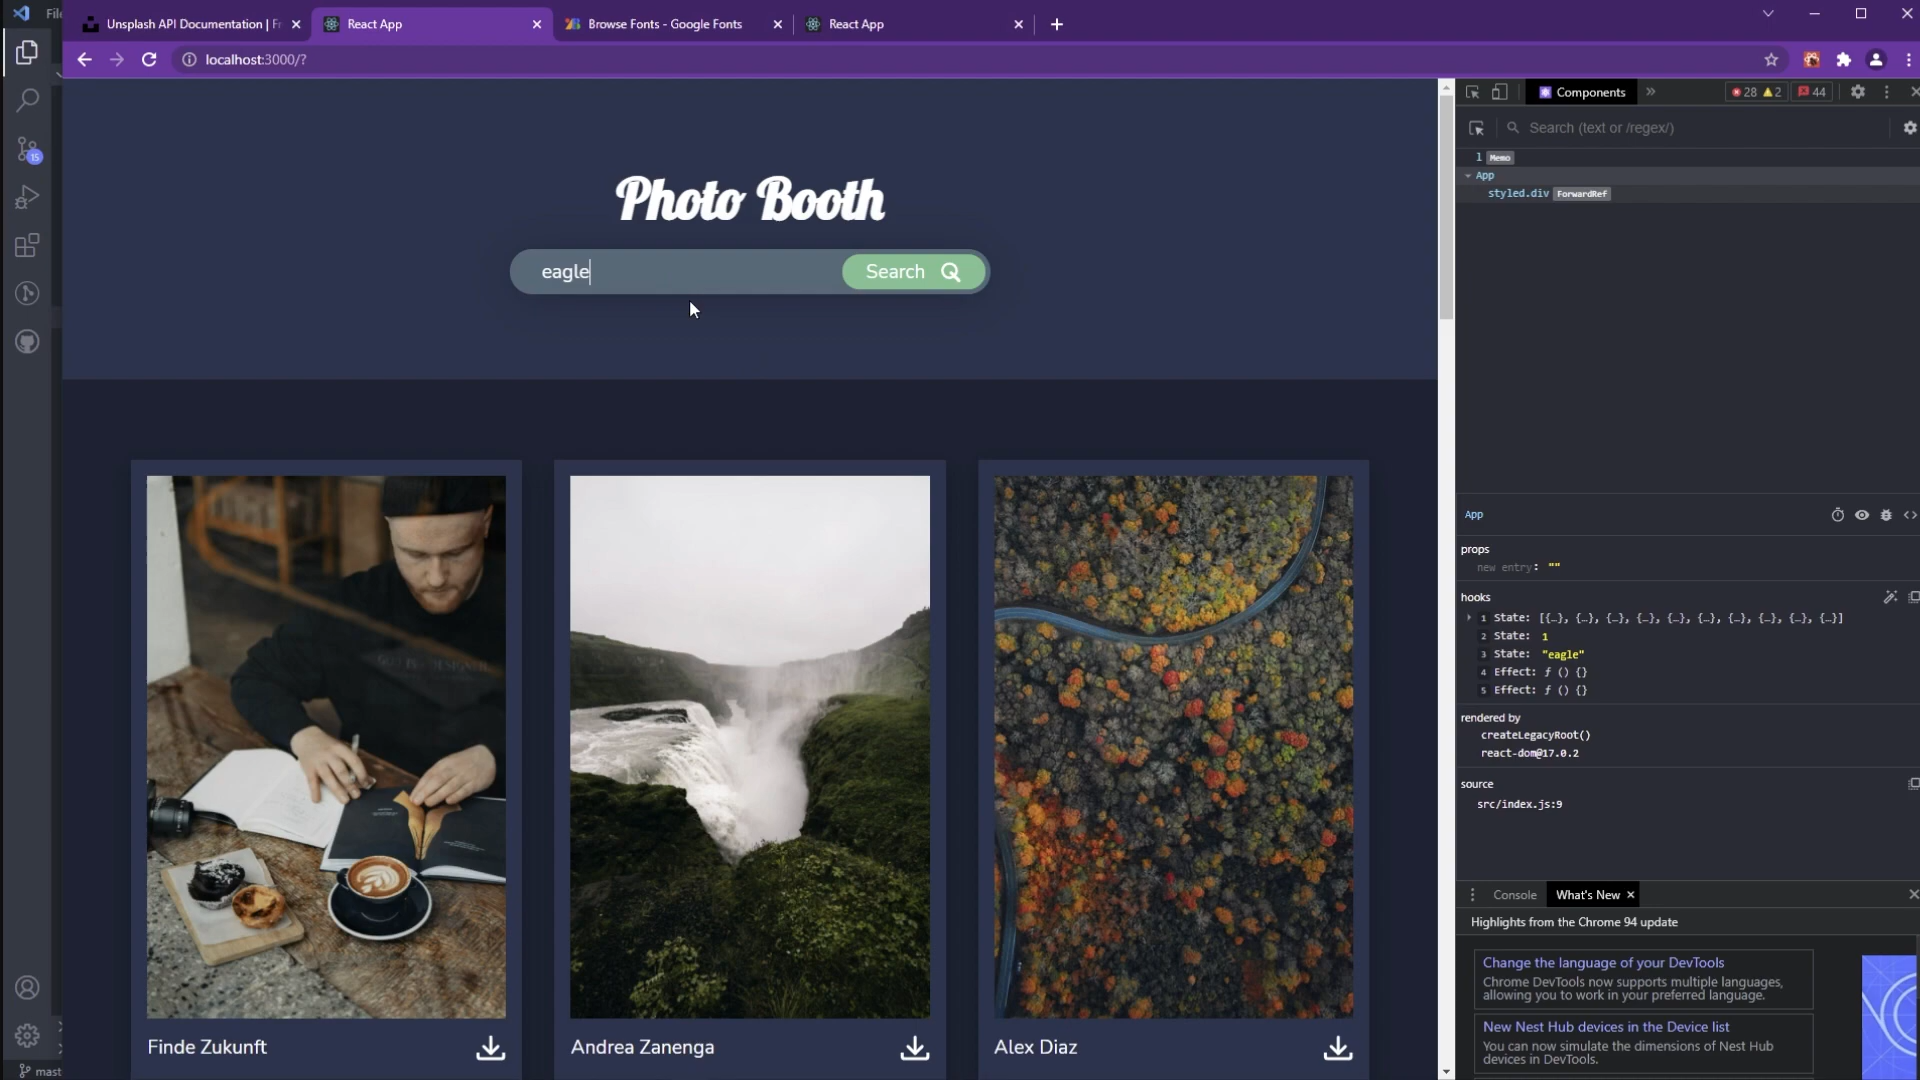 Unsplash API Documentation | Fr
React App
Browse Fonts - Google Fonts
React App
localhost:3000/?
Photo Booth
eagle
Search
Finde Zukunft
Andrea Zanenga
Alex Diaz
15
mast
Components
28
2
44
Search (text or /regex/)
l Memo
App
styled.div ForwardRef
App
props
new entry: ""
hooks
1 State: [{…}, {…}, {…}, {…}, {…}, {…}, {…}, {…}, {…}, {…}]
2 State: 1
3 State: "eagle"
4 Effect: ƒ () {}
5 Effect: ƒ () {}
rendered by
createLegacyRoot()
react-dom@17.0.2
source
src/index.js:9
Console
What's New
Highlights from the Chrome 94 update
Change the language of your DevTools
Chrome DevTools now supports multiple languages,
allowing you to work in your preferred language.
New Nest Hub devices in the Device list
You can now simulate the dimensions of Nest Hub
devices in DevTools.